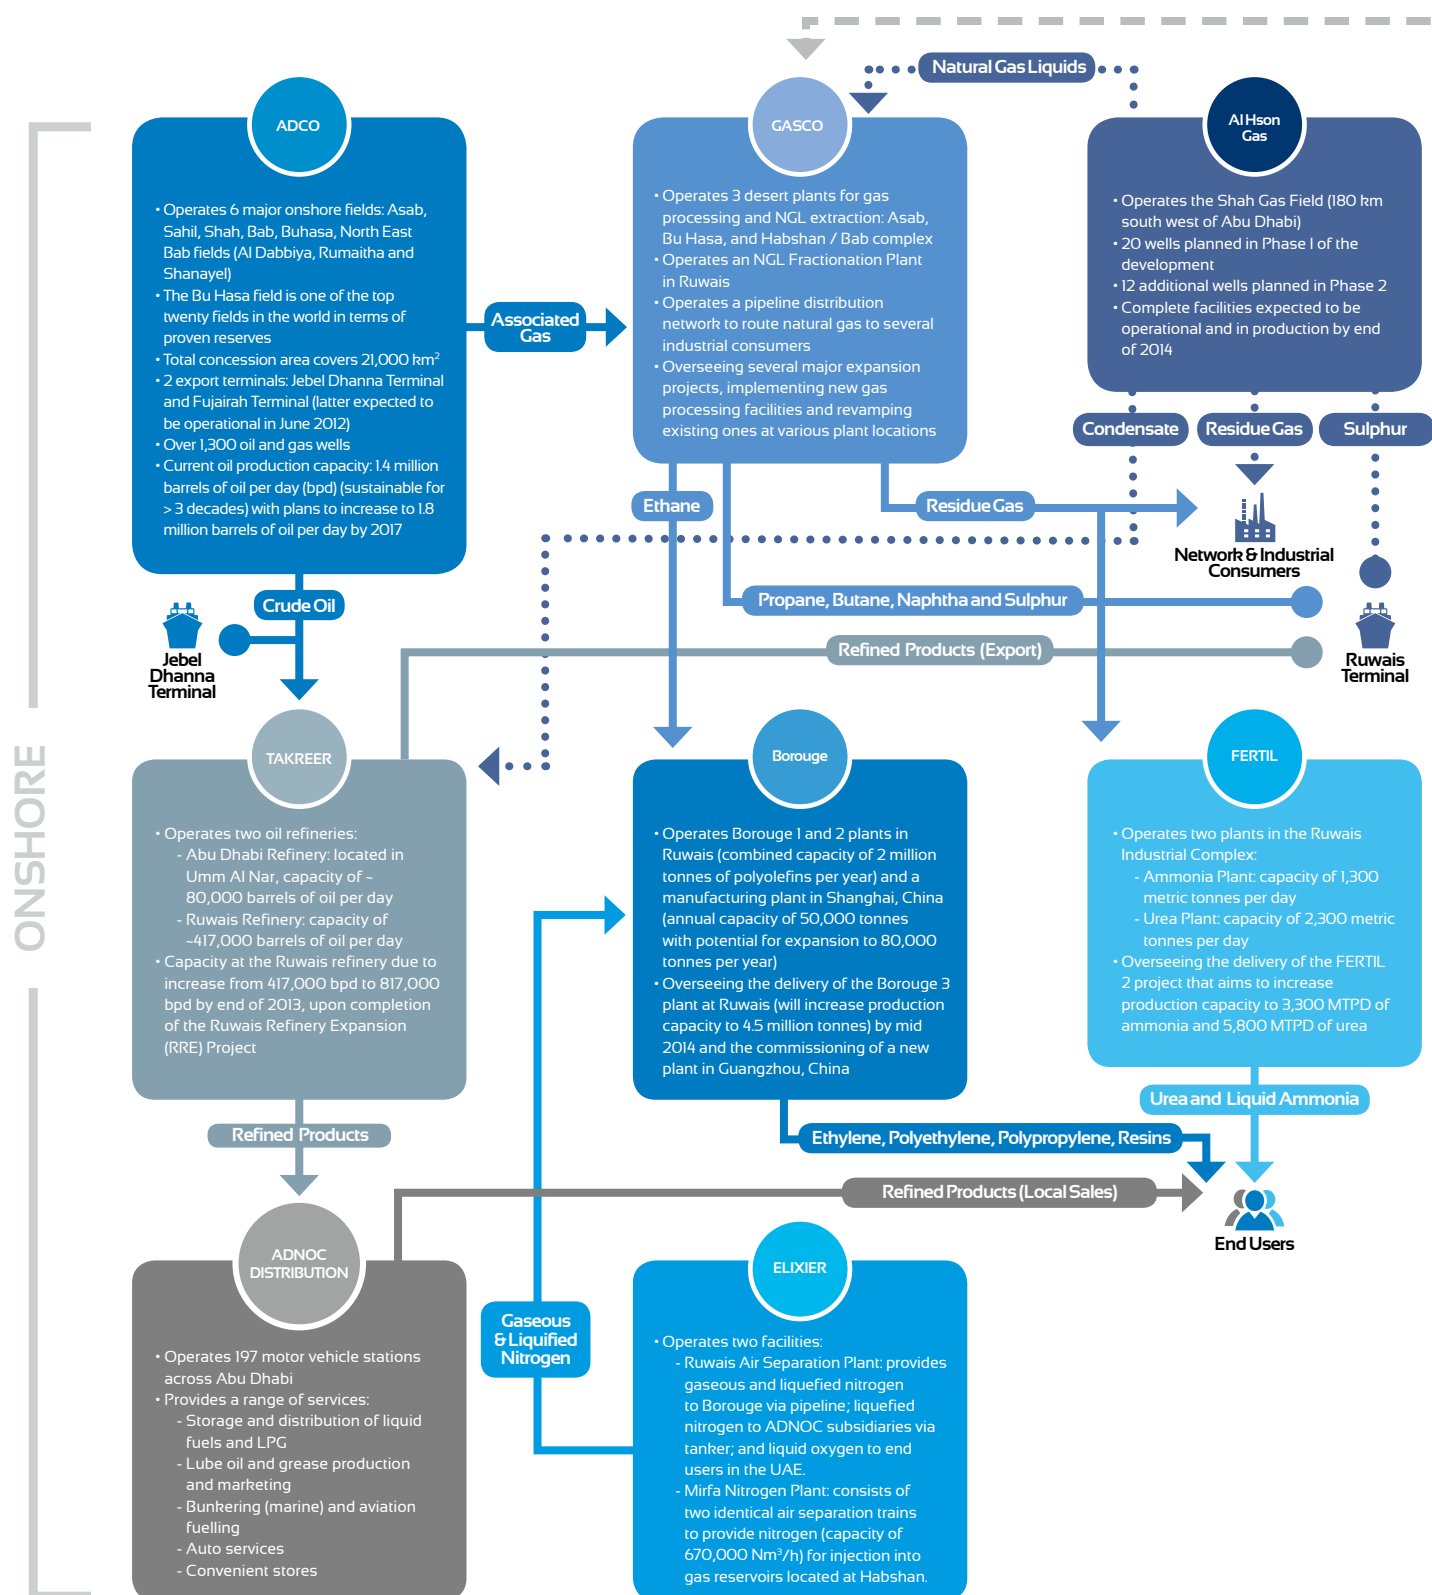 Natural Gas Liquids
ADCO
• Operates 6 major onshore fields: Asab,
Sahil, Shah, Bab, Buhasa, North East
Bab fields (Al Dabbiya, Rumaitha and
Shanayel)
• The Bu Hasa field is one of the top
twenty fields in the world in terms of
proven reserves
• Total concession area covers 21,000 km²
• 2 export terminals: Jebel Dhanna Terminal
and Fujairah Terminal (latter expected to
be operational in June 2012)
• Over 1,300 oil and gas wells
• Current oil production capacity: 1.4 million
barrels of oil per day (bpd) (sustainable for
> 3 decades) with plans to increase to 1.8
million barrels of oil per day by 2017
Associated
Gas
GASCO
• Operates 3 desert plants for gas
processing and NGL extraction: Asab,
Bu Hasa, and Habshan / Bab complex
• Operates an NGL Fractionation Plant
in Ruwais
• Operates a pipeline distribution
network to route natural gas to several
industrial consumers
• Overseeing several major expansion
projects, implementing new gas
processing facilities and revamping
existing ones at various plant locations
Al Hson
Gas
• Operates the Shah Gas Field (180 km
south west of Abu Dhabi)
• 20 wells planned in Phase 1 of the
development
• 12 additional wells planned in Phase 2
• Complete facilities expected to be
operational and in production by end
of 2014
Condensate
Residue Gas
Sulphur
Ethane
Residue Gas
Network & Industrial
Consumers
Crude Oil
Propane, Butane, Naphtha and Sulphur
Jebel
Dhanna
Terminal
Refined Products (Export)
Ruwais
Terminal
ONSHORE
TAKREER
• Operates two oil refineries:
- Abu Dhabi Refinery: located in
Umm Al Nar, capacity of ~
80,000 barrels of oil per day
- Ruwais Refinery: capacity of
~417,000 barrels of oil per day
• Capacity at the Ruwais refinery due to
increase from 417,000 bpd to 817,000
bpd by end of 2013, upon completion
of the Ruwais Refinery Expansion
(RRE) Project
Borouge
• Operates Borouge 1 and 2 plants in
Ruwais (combined capacity of 2 million
tonnes of polyolefins per year) and a
manufacturing plant in Shanghai, China
(annual capacity of 50,000 tonnes
with potential for expansion to 80,000
tonnes per year)
• Overseeing the delivery of the Borouge 3
plant at Ruwais (will increase production
capacity to 4.5 million tonnes) by mid
2014 and the commissioning of a new
plant in Guangzhou, China
FERTIL
• Operates two plants in the Ruwais
Industrial Complex:
- Ammonia Plant: capacity of 1,300
metric tonnes per day
- Urea Plant: capacity of 2,300 metric
tonnes per day
• Overseeing the delivery of the FERTIL
2 project that aims to increase
production capacity to 3,300 MTPD of
ammonia and 5,800 MTPD of urea
Urea and Liquid Ammonia
Refined Products
Ethylene, Polyethylene, Polypropylene, Resins
Refined Products (Local Sales)
End Users
ADNOC
DISTRIBUTION
• Operates 197 motor vehicle stations
across Abu Dhabi
• Provides a range of services:
- Storage and distribution of liquid
fuels and LPG
- Lube oil and grease production
and marketing
- Bunkering (marine) and aviation
fuelling
- Auto services
- Convenient stores
Gaseous
& Liquified
Nitrogen
ELIXIER
• Operates two facilities:
- Ruwais Air Separation Plant: provides
gaseous and liquefied nitrogen
to Borouge via pipeline; liquefied
nitrogen to ADNOC subsidiaries via
tanker; and liquid oxygen to end
users in the UAE.
- Mirfa Nitrogen Plant: consists of
two identical air separation trains
to provide nitrogen (capacity of
670,000 Nm³/h) for injection into
gas reservoirs located at Habshan.